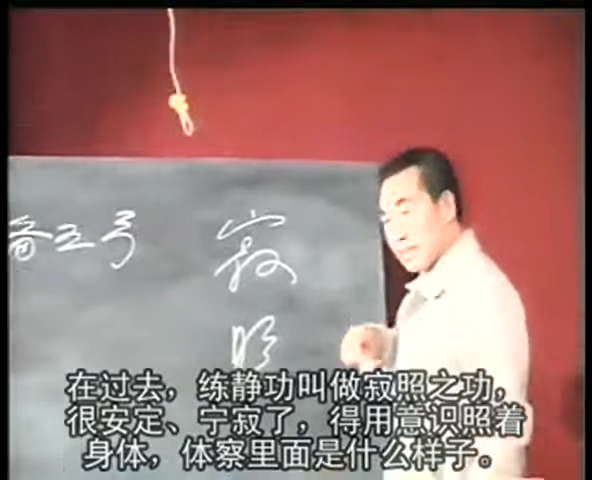 寂
在过去，练静功叫做寂照之功，
很安定、宁寂了，得用意识照着
身体，体察里面是什么样子。